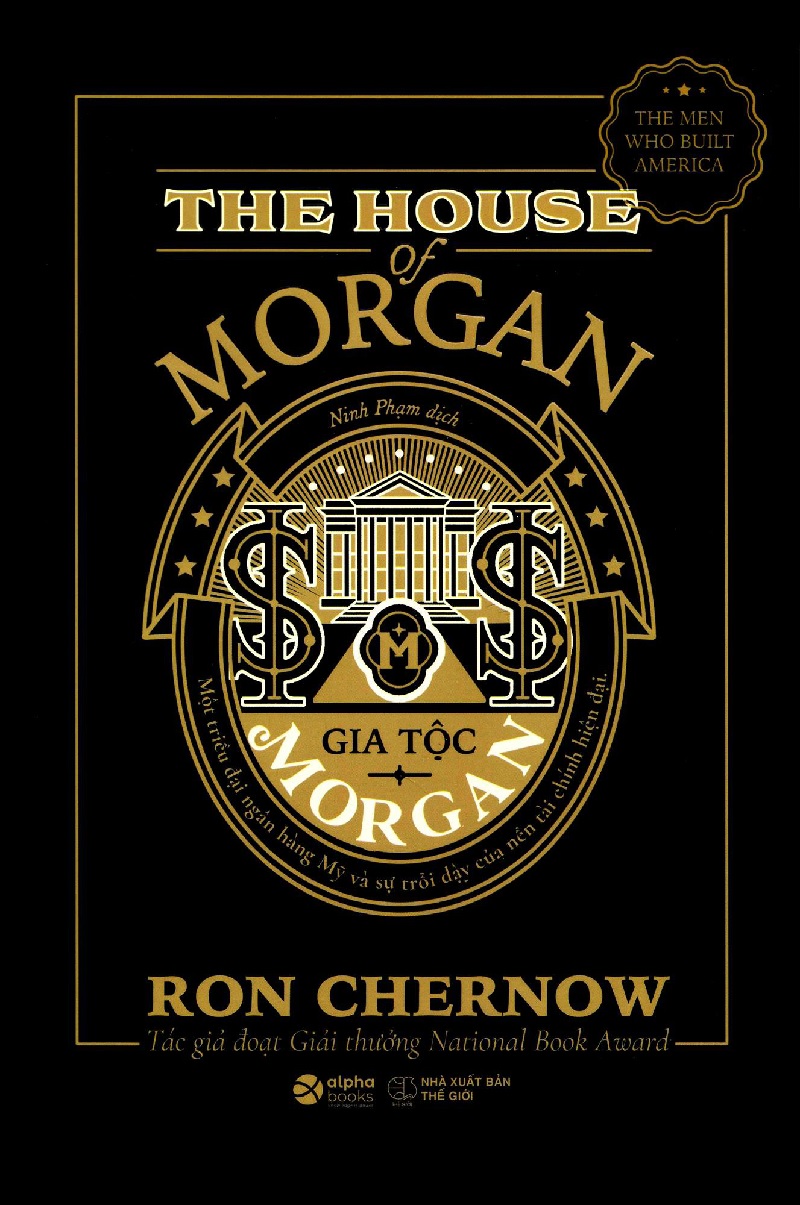 THE MEN
WHO BUILT
AMERICA
THE HOUSE
of
MORGAN
Ninh Phạm dịch
M
GIA TỘC
MORGAN
Một triều đại ngân hàng Mỹ và sự trỗi dậy của nền tài chính hiện đại.
RON CHERNOW
Tác giả đoạt Giải thưởng National Book Award
alpha
books
NHÀ XUẤT BẢN
THẾ GIỚI